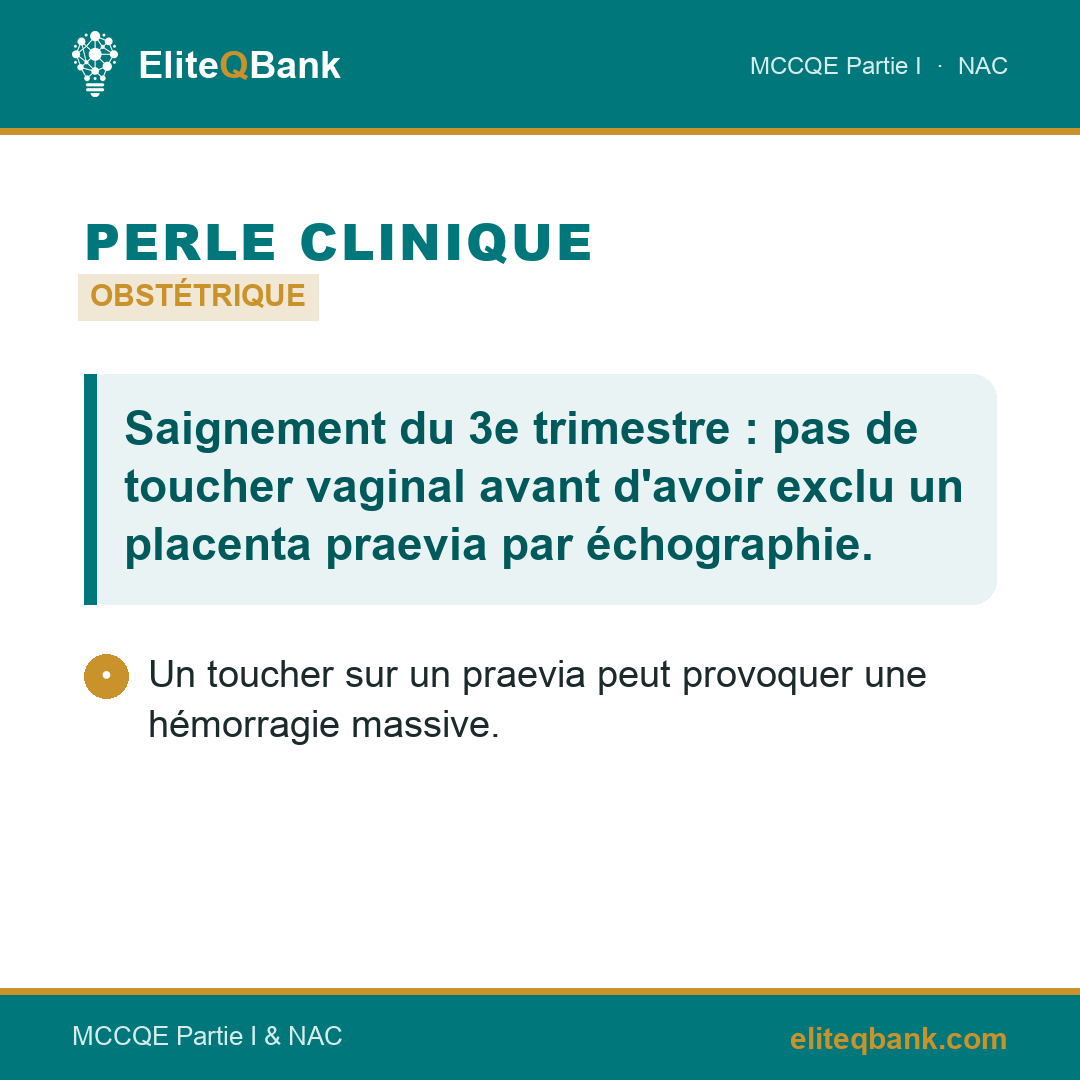 EliteQBank
MCCQE Partie I · NAC
PERLE CLINIQUE
OBSTÉTRIQUE
Saignement du 3e trimestre : pas de
toucher vaginal avant d'avoir exclu un
placenta praevia par échographie.
Un toucher sur un praevia peut provoquer une
hémorragie massive.
MCCQE Partie I & NAC
eliteqbank.com